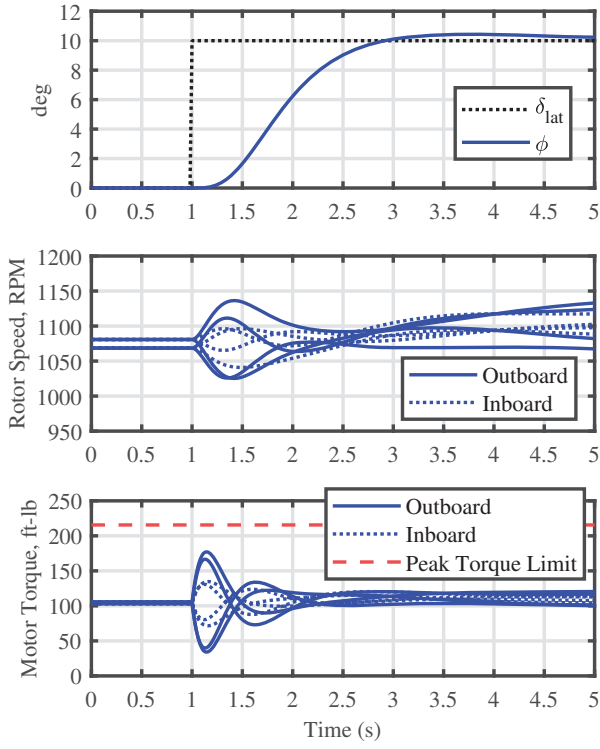 12
10
8
6
4
2
0
deg
δlat
ϕ
0 0.5 1 1.5 2 2.5 3 3.5 4 4.5 5
1200
1150
1100
1050
1000
950
Rotor Speed, RPM
Outboard
Inboard
0 0.5 1 1.5 2 2.5 3 3.5 4 4.5 5
250
200
150
100
50
0
Motor Torque, ft-lb
Outboard
Inboard
Peak Torque Limit
0 0.5 1 1.5 2 2.5 3 3.5 4 4.5 5
Time (s)